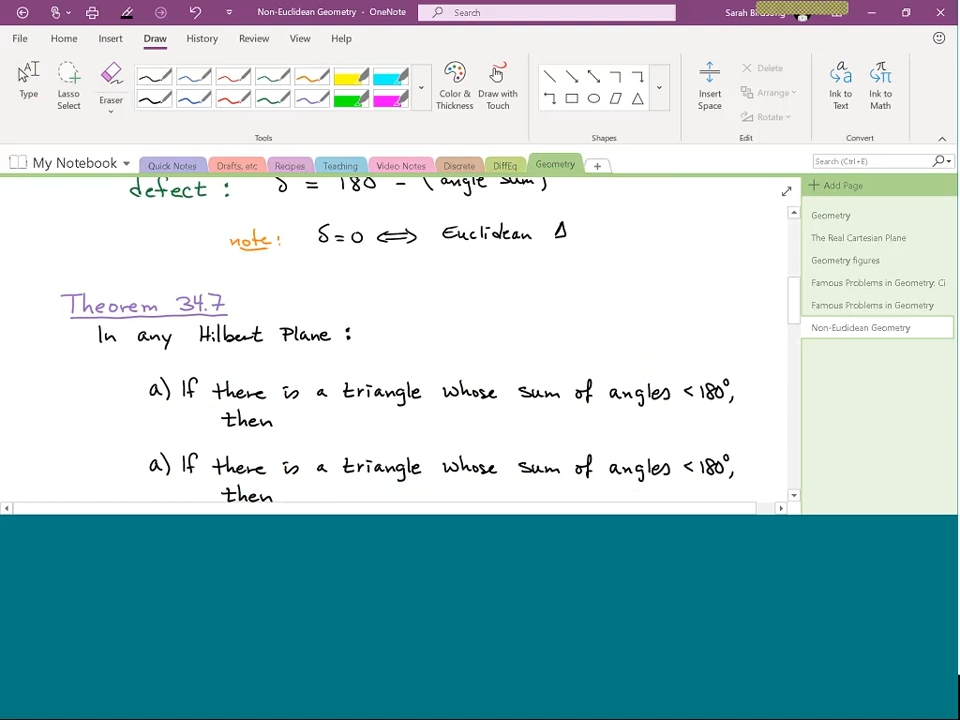 Non-Euclidean Geometry - OneNote
Search
File Home Insert Draw History Review View Help
Type
Lasso Select
Eraser
Color & Thickness
Draw with Touch
Insert Space
Delete
Arrange
Rotate
Ink to Text
Ink to Math
Tools
Shapes
Edit
Convert
My Notebook
Quick Notes Drafts, etc Recipes Teaching Video Notes Discrete DiffEq Geometry
Search (Ctrl+E)
Add Page
Geometry
The Real Cartesian Plane
Geometry figures
Famous Problems in Geometry: Ci
Famous Problems in Geometry
Non-Euclidean Geometry
defect : δ = 180 - (angle sum)
note: δ = 0 ⟺ Euclidean Δ
Theorem 34.7
In any Hilbert Plane :
a) If there is a triangle whose sum of angles < 180°,
then
a) If there is a triangle whose sum of angles < 180°,
then